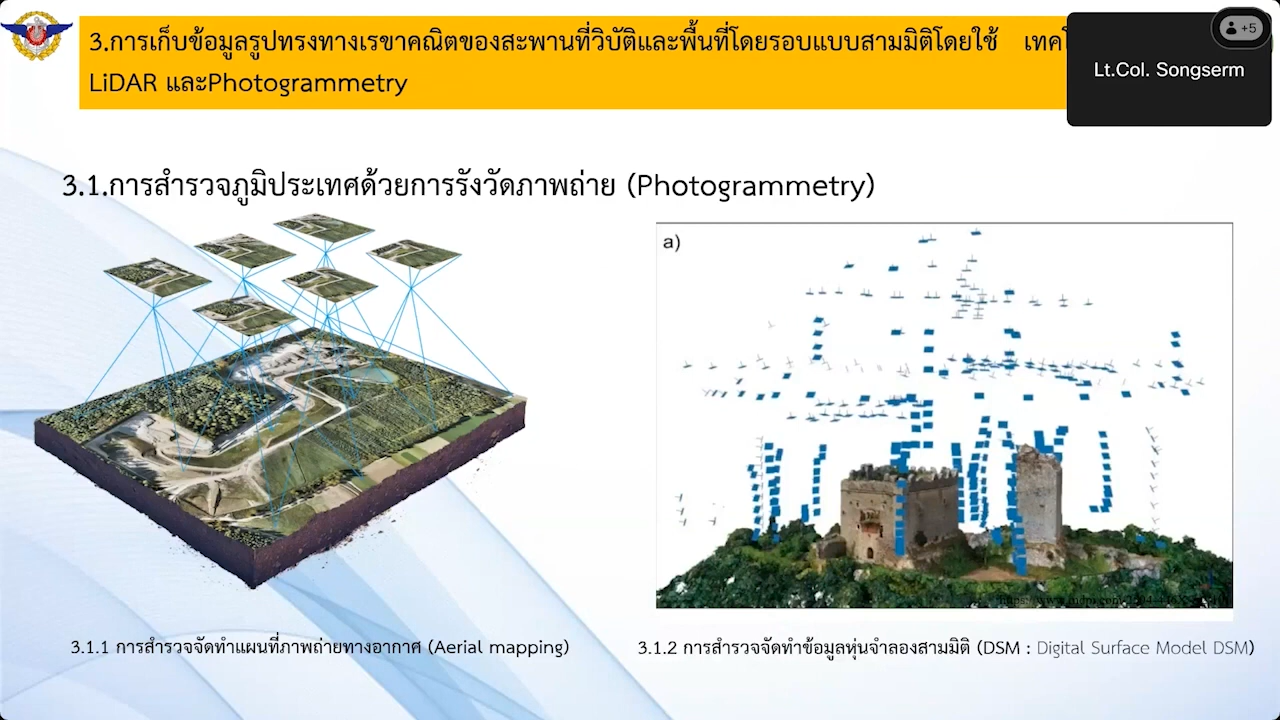 3.การเก็บข้อมูลรูปทรงทางเรขาคณิตของสะพานที่วิบัติและพื้นที่โดยรอบแบบสามมิติโดยใช้
LiDAR และPhotogrammetry
+5
Lt.Col. Songserm
3.1.การสำรวจภูมิประเทศด้วยการรังวัดภาพถ่าย (Photogrammetry)
a)
3.1.1 การสำรวจจัดทำแผนที่ภาพถ่ายทางอากาศ (Aerial mapping)
3.1.2 การสำรวจจัดทำข้อมูลหุ่นจำลองสามมิติ (DSM : Digital Surface Model DSM)